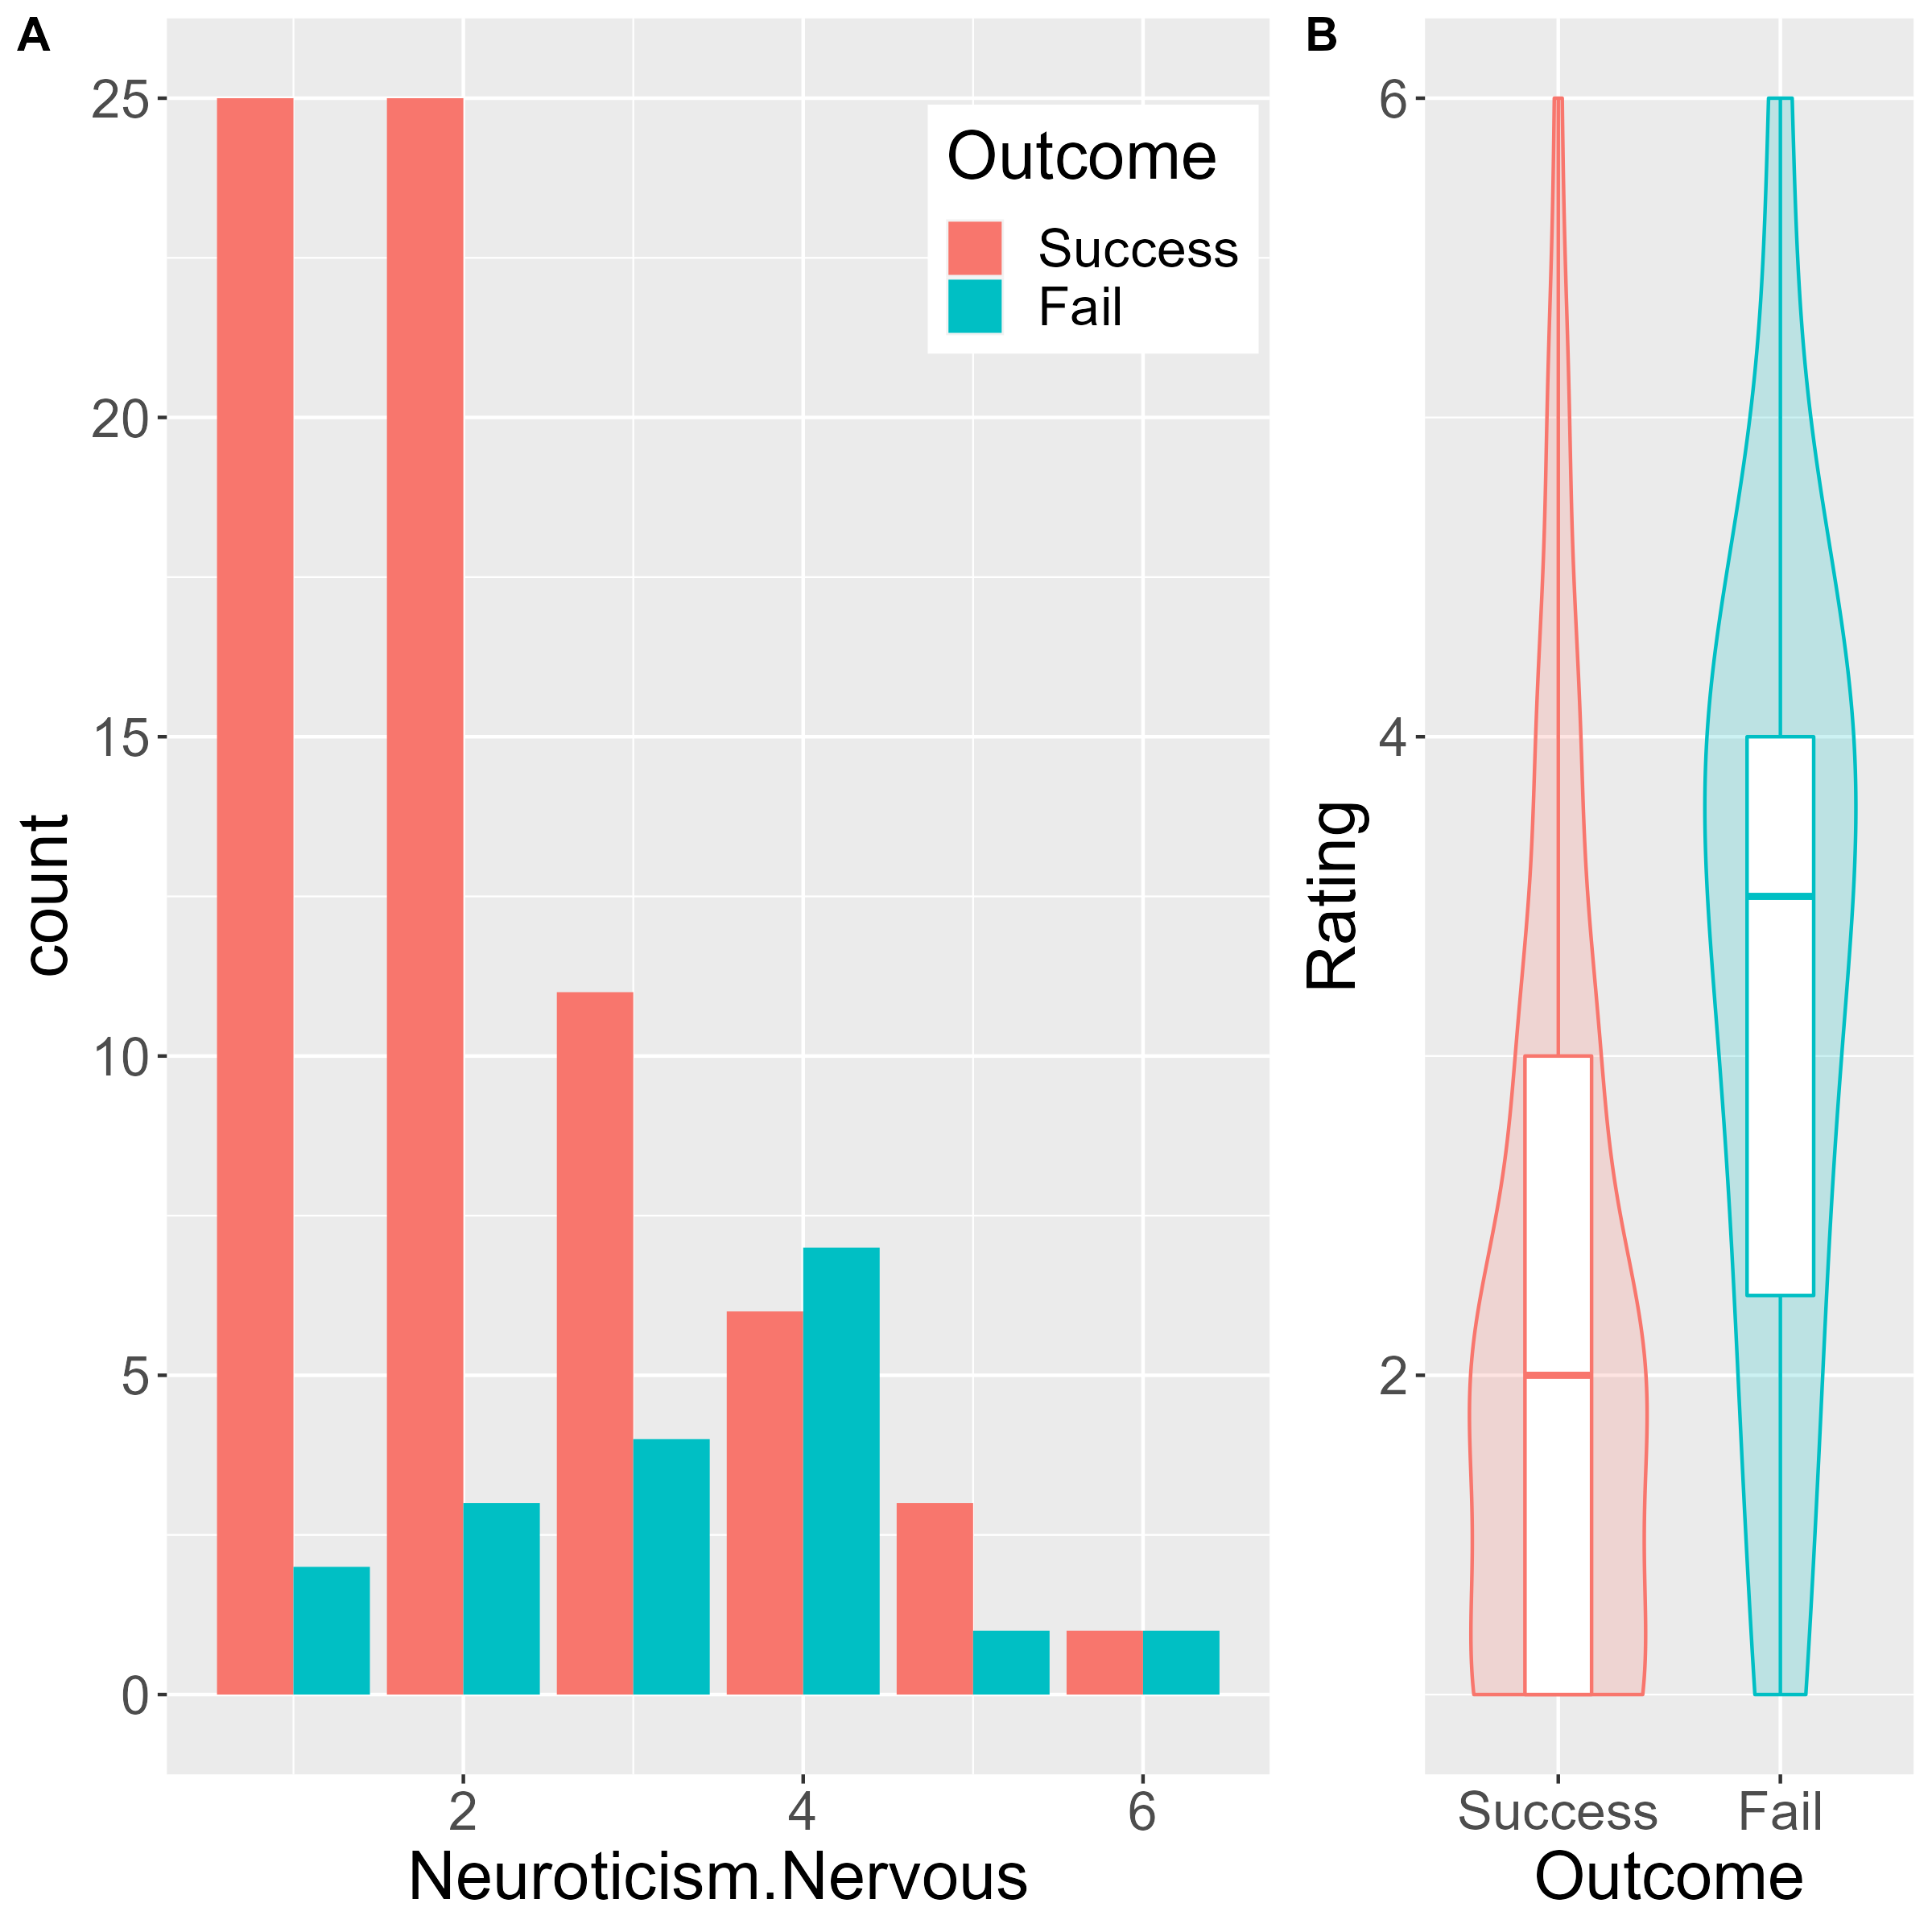 A
25
20
15
10
5
0
count
2
4
6
Neuroticism.Nervous
Outcome
Success
Fail
B
6
4
2
Rating
Success
Fail
Outcome